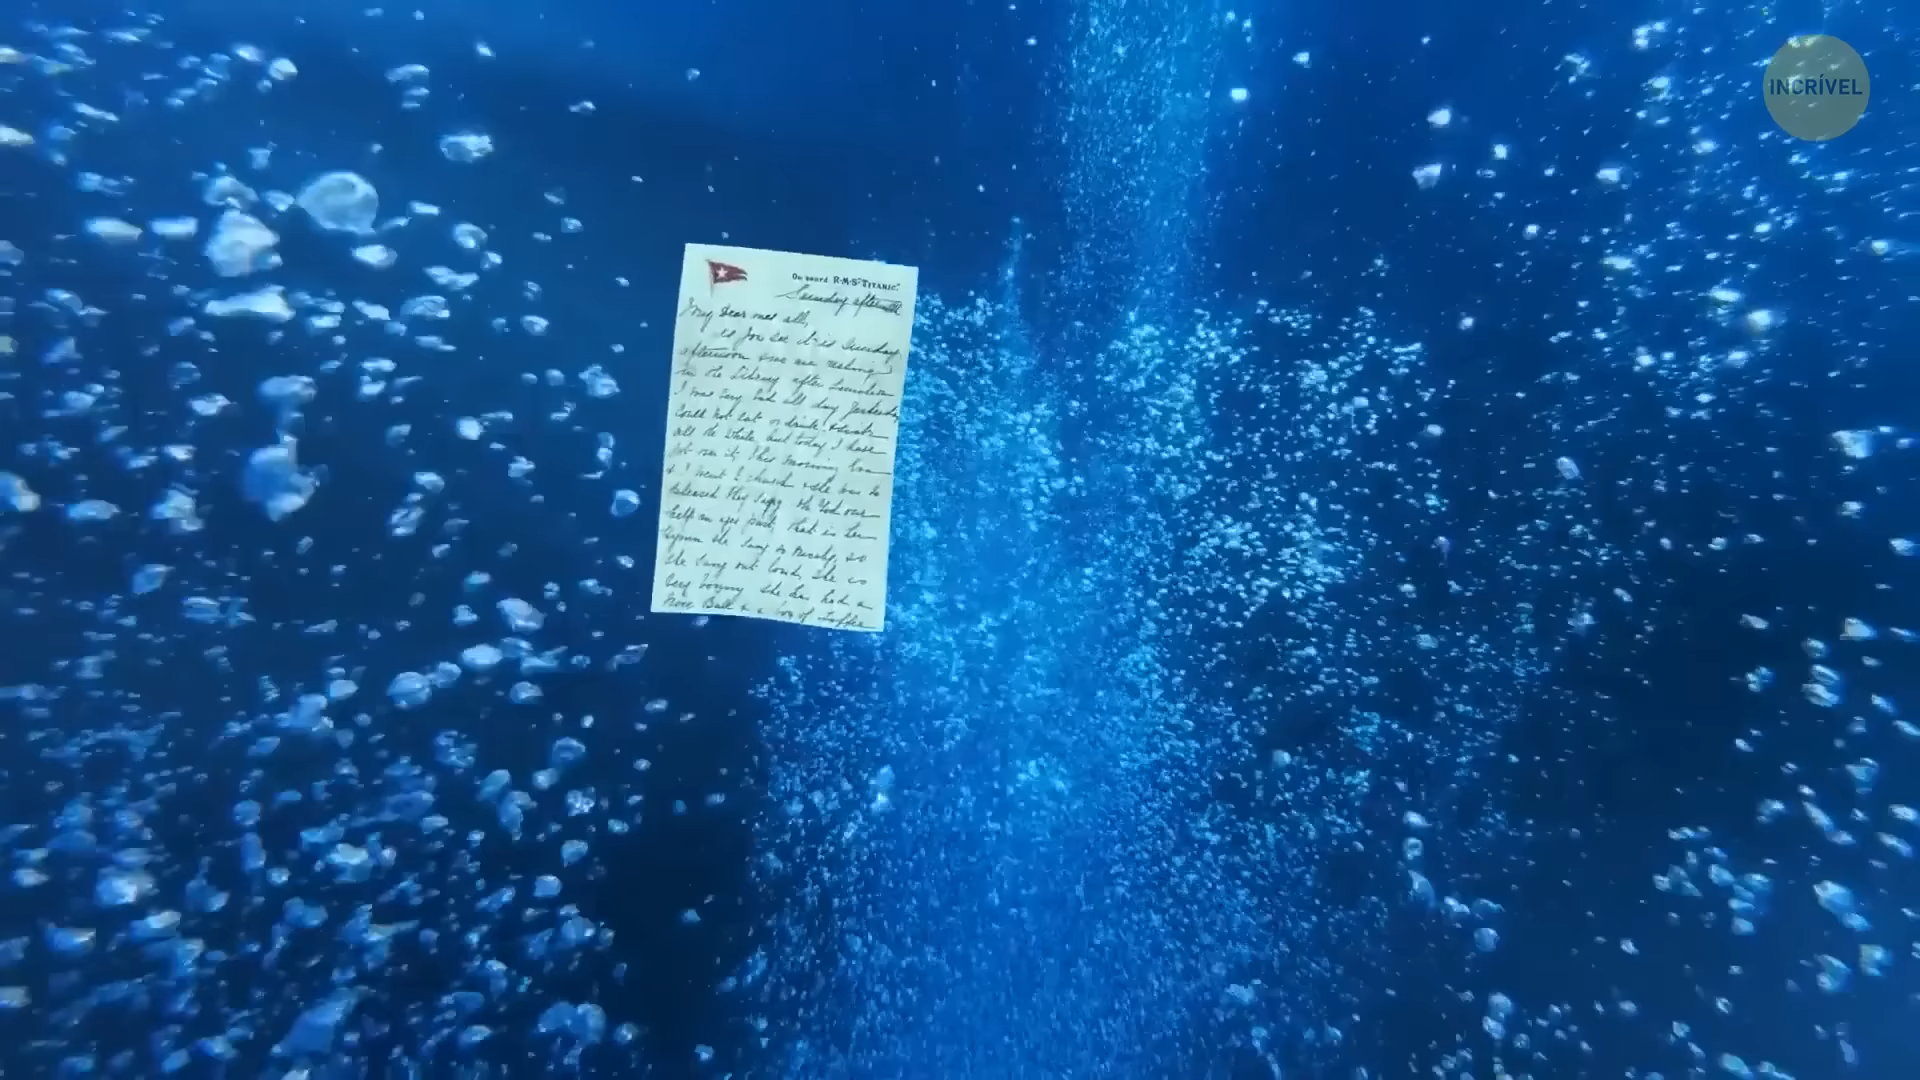 INCRÍVEL
On board R·M·S "TITANIC."
Sunday afternoon
My Dear ones all,
As you see it is Sunday
afternoon & we are resting
in the Library after Luncheon
I was very bad all day yesterday
could not eat or drink & sick
all the while, but today I have
got over it, this morning Eva
& I went to church & she was so
pleased they sang Oh God our
help in ages past, that is her
Hymn she sang so nicely, so
she sang out loudly she is
very bonny she has had a
nice Ball & a box of Toffee